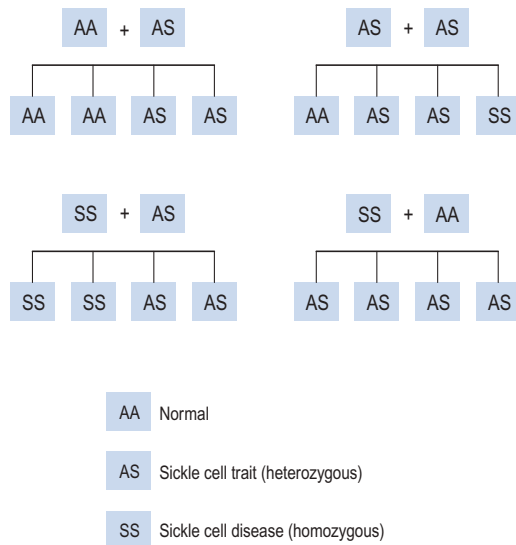 AA + AS
AA AA AS AS
AS + AS
AA AS AS SS
SS + AS
SS SS AS AS
SS + AA
AS AS AS AS
AA Normal
AS Sickle cell trait (heterozygous)
SS Sickle cell disease (homozygous)